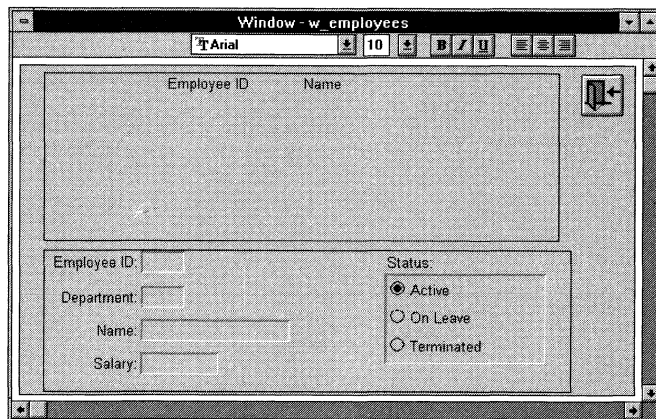 Window - w_employees
Arial 10 B I U
Employee ID Name
Employee ID:
Department:
Name:
Salary:
Status:
Active
On Leave
Terminated